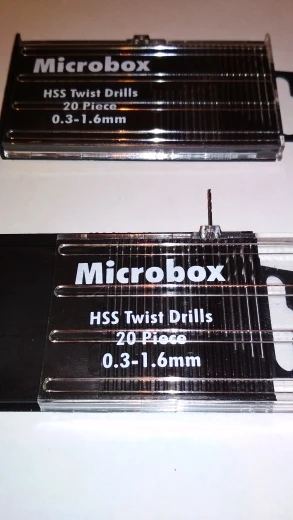 Microbox
HSS Twist Drills
20 Piece
0.3-1.6mm
Microbox
HSS Twist Drills
20 Piece
0.3-1.6mm